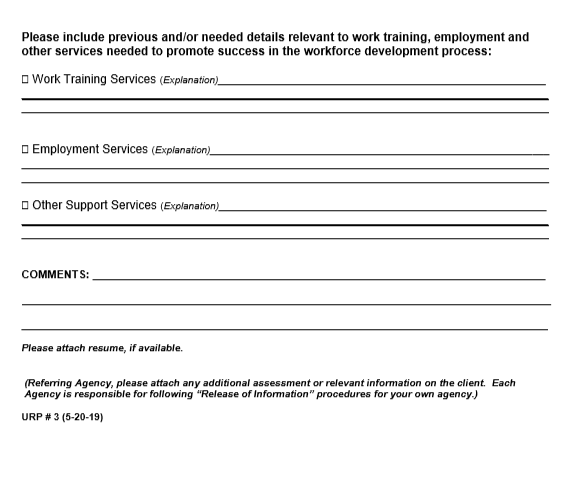 Please include previous and/or needed details relevant to work training, employment and
other services needed to promote success in the workforce development process:
□ Work Training Services (Explanation)
□ Employment Services (Explanation)
□ Other Support Services (Explanation)
COMMENTS:
Please attach resume, if available.
(Referring Agency, please attach any additional assessment or relevant information on the client. Each
Agency is responsible for following “Release of Information” procedures for your own agency.)
URP # 3 (5-20-19)